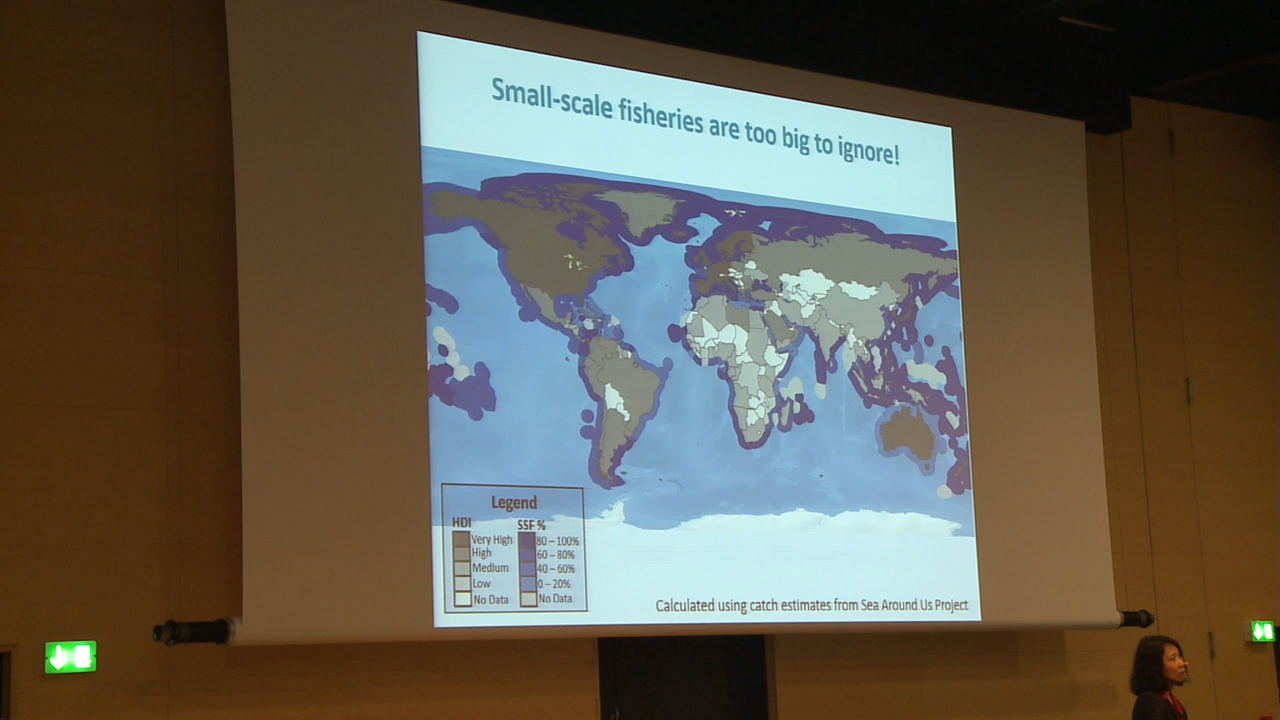 Small-scale fisheries are too big to ignore!
Legend
HDI SSF %
Very High 80 – 100%
High 60 – 80%
Medium 40 – 60%
Low 0 – 20%
No Data No Data
Calculated using catch estimates from Sea Around Us Project